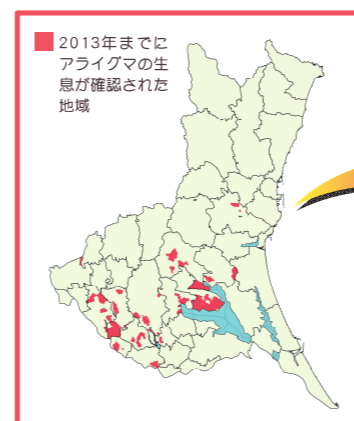 2013年までに
アライグマの生
息が確認された
地域